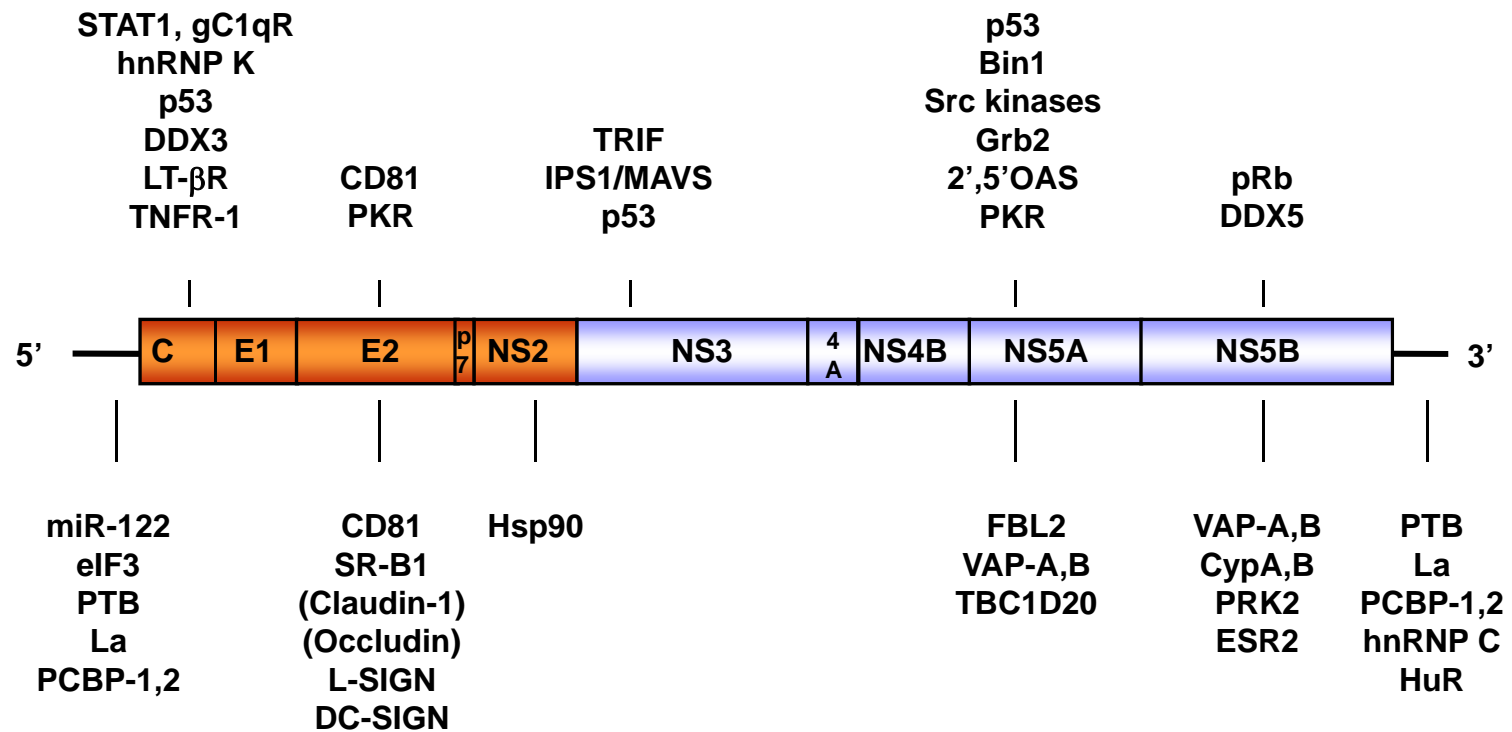 STAT1, gC1qR
hnRNP K
p53
DDX3
LT-βR
TNFR-1
CD81
PKR
TRIF
IPS1/MAVS
p53
p53
Bin1
Src kinases
Grb2
2’,5’OAS
PKR
pRb
DDX5
5’
C
E1
E2
p
7
NS2
NS3
4
A
NS4B
NS5A
NS5B
3’
miR-122
eIF3
PTB
La
PCBP-1,2
CD81
SR-B1
(Claudin-1)
(Occludin)
L-SIGN
DC-SIGN
Hsp90
FBL2
VAP-A,B
TBC1D20
VAP-A,B
CypA,B
PRK2
ESR2
PTB
La
PCBP-1,2
hnRNP C
HuR